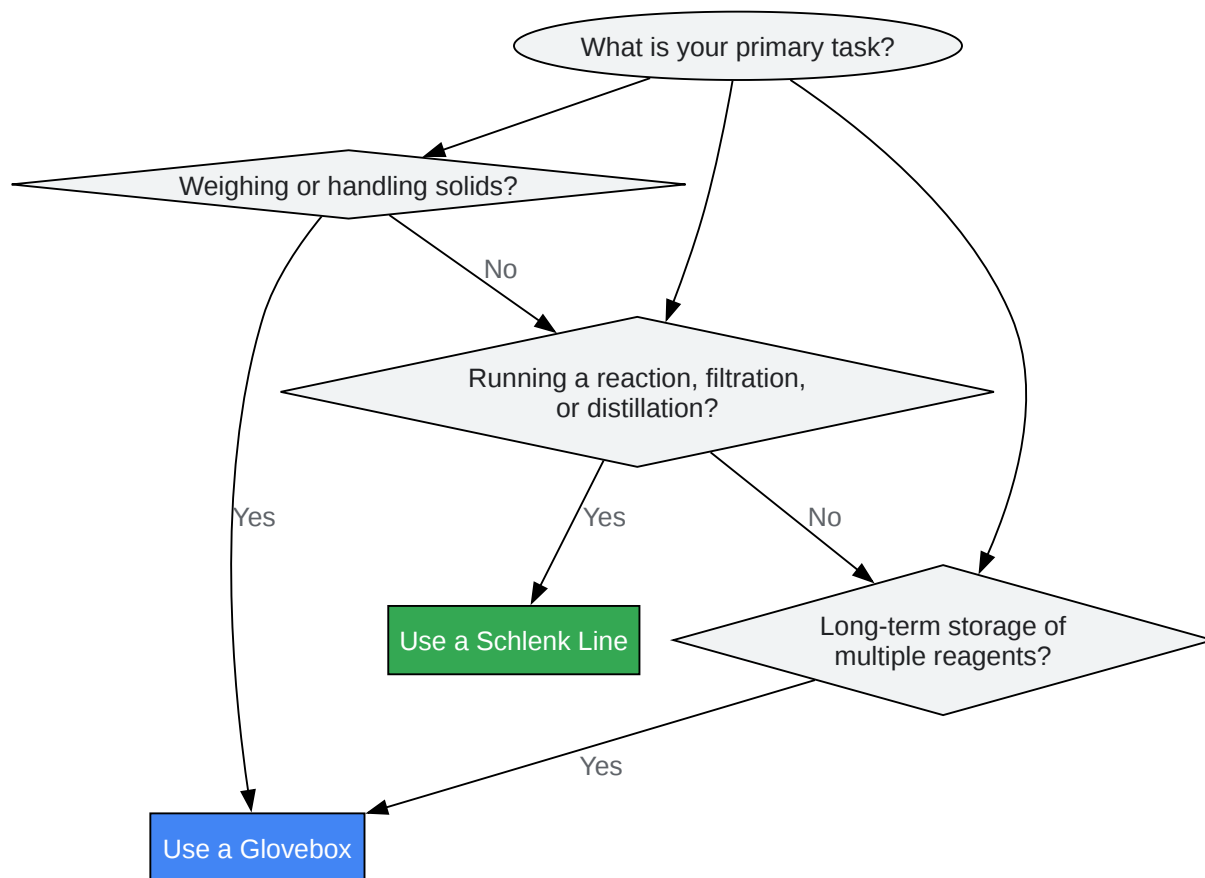 What is your primary task?
Weighing or handling solids?
No
Running a reaction, filtration,
or distillation?
Yes
Yes
No
Use a Schlenk Line
Long-term storage of
multiple reagents?
Yes
Use a Glovebox